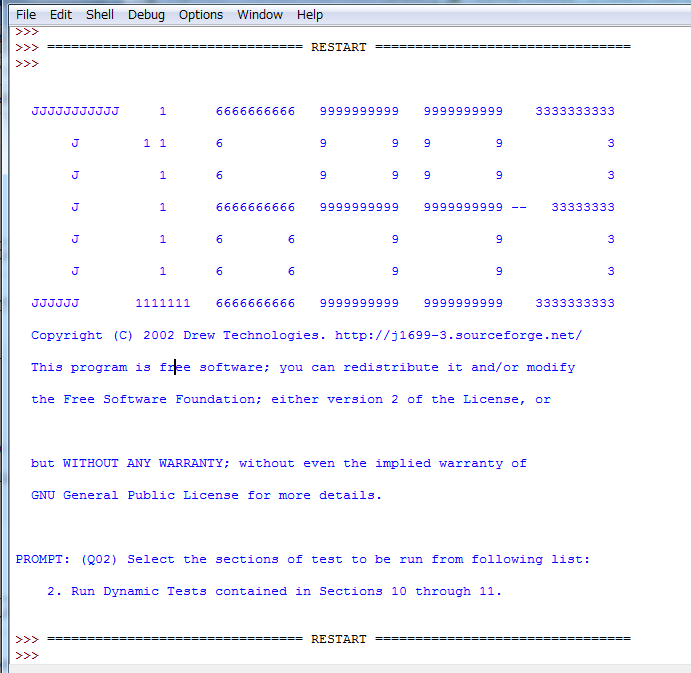 File Edit Shell Debug Options Window Help
>>>
>>> ================================ RESTART ================================
>>>
  JJJJJJJJJJJ     1      6666666666   9999999999   9999999999    3333333333
       J        1 1      6            9        9   9        9             3
       J          1      6            9        9   9        9             3
       J          1      6666666666   9999999999   9999999999 --   33333333
       J          1      6        6            9            9             3
       J          1      6        6            9            9             3
  JJJJJJ       1111111   6666666666   9999999999   9999999999    3333333333
  Copyright (C) 2002 Drew Technologies. http://j1699-3.sourceforge.net/
  This program is free software; you can redistribute it and/or modify
  the Free Software Foundation; either version 2 of the License, or
  but WITHOUT ANY WARRANTY; without even the implied warranty of
  GNU General Public License for more details.
PROMPT: (Q02) Select the sections of test to be run from following list:
    2. Run Dynamic Tests contained in Sections 10 through 11.
>>> ================================ RESTART ================================
>>>